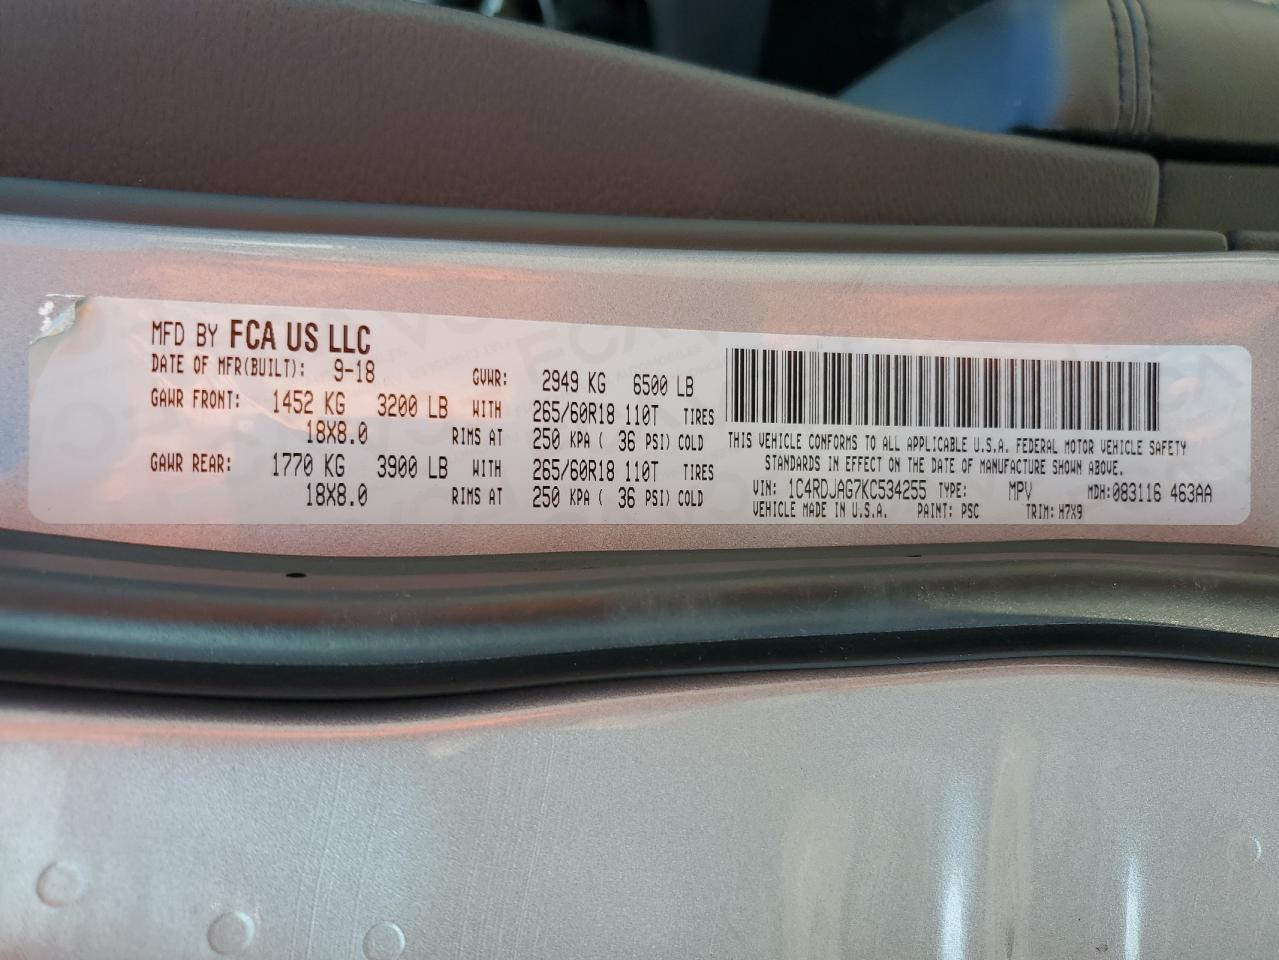 MFD BY FCA US LLC
DATE OF MFR(BUILT): 9-18 GVWR: 2949 KG 6500 LB
GAWR FRONT: 1452 KG 3200 LB WITH 265/60R18 110T TIRES
18X8.0 RIMS AT 250 KPA ( 36 PSI) COLD
GAWR REAR: 1770 KG 3900 LB WITH 265/60R18 110T TIRES
18X8.0 RIMS AT 250 KPA ( 36 PSI) COLD
THIS VEHICLE CONFORMS TO ALL APPLICABLE U.S.A. FEDERAL MOTOR VEHICLE SAFETY
STANDARDS IN EFFECT ON THE DATE OF MANUFACTURE SHOWN ABOVE.
VIN: 1C4RDJAG7KC534255 TYPE: MPV MDH:083116 463AA
VEHICLE MADE IN U.S.A. PAINT: PSC TRIM: H7X9